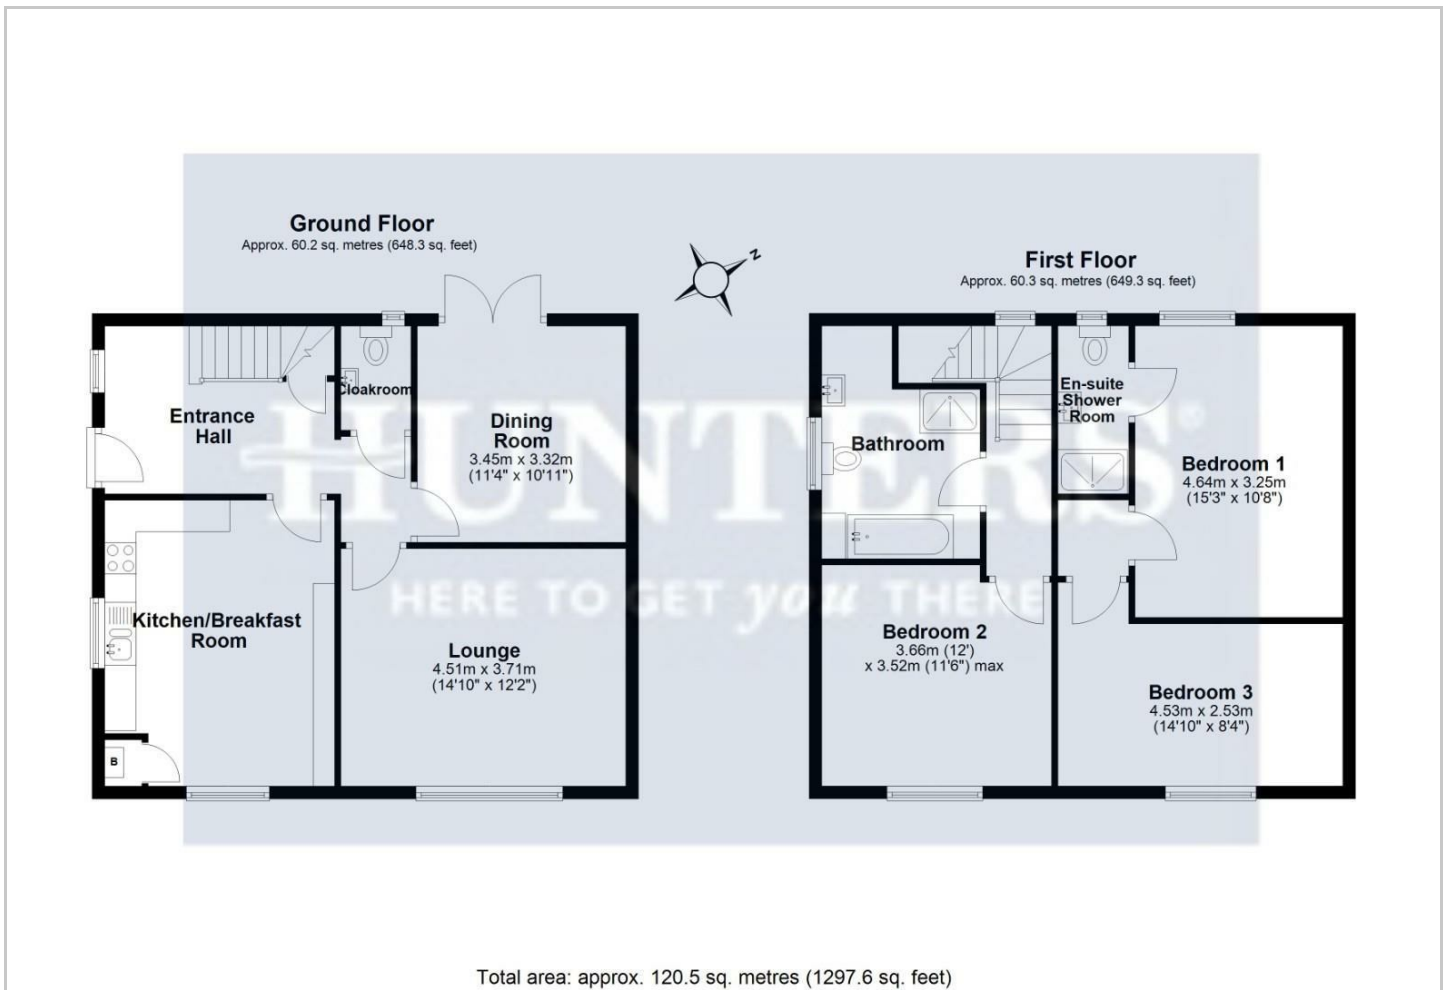 Ground Floor
Approx. 60.2 sq. metres (648.3 sq. feet)
N
First Floor
Approx. 60.3 sq. metres (649.3 sq. feet)
Entrance
Hall
Cloakroom
Dining
Room
3.45m x 3.32m
(11'4" x 10'11")
Kitchen/Breakfast
Room
B
Lounge
4.51m x 3.71m
(14'10" x 12'2")
Bathroom
En-suite
Shower
Room
Bedroom 1
4.64m x 3.25m
(15'3" x 10'8")
Bedroom 2
3.66m (12')
x 3.52m (11'6") max
Bedroom 3
4.53m x 2.53m
(14'10" x 8'4")
HUNTERS®
HERE TO GET you THERE
Total area: approx. 120.5 sq. metres (1297.6 sq. feet)